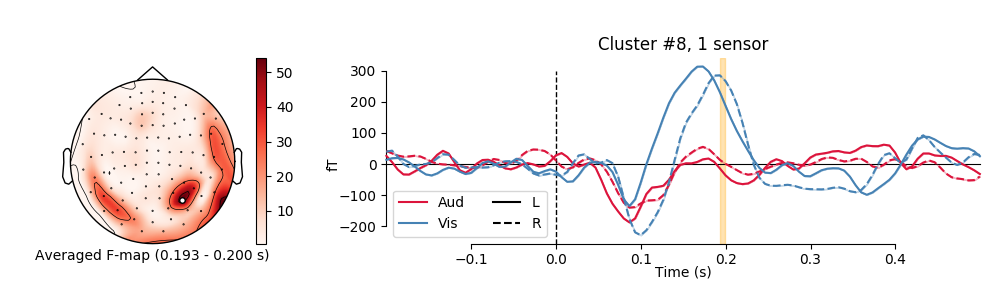 Cluster #8, 1 sensor
50
40
30
20
10
Averaged F-map (0.193 - 0.200 s)
fT
300
200
100
0
−100
−200
Aud
Vis
L
R
−0.1 0.0 0.1 0.2 0.3 0.4
Time (s)